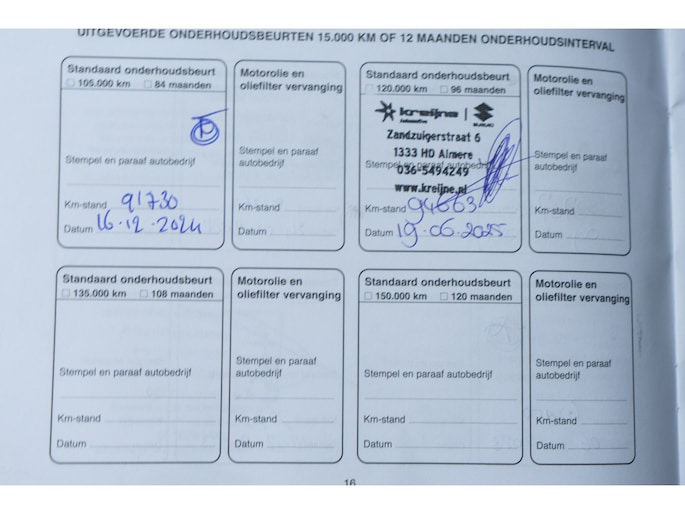 UITGEVOERDE ONDERHOUDSBEURTEN 15.000 KM OF 12 MAANDEN ONDERHOUDSINTERVAL
Standaard onderhoudsbeurt
105.000 km 84 maanden
Stempel en paraaf autobedrijf
Km-stand 91730
Datum 16-12-2024
Motorolie en
oliefilter vervanging
Stempel en paraaf
autobedrijf
Km-stand
Datum
Standaard onderhoudsbeurt
120.000 km 96 maanden
kreijne
SUZUKI
Zandzuigerstraat 6
1333 HD Almere
Stempel en paraaf autobedrijf
036-5494249
www.kreijne.nl
Km-stand 94663
Datum 19-06-2025
Motorolie en
oliefilter vervanging
Stempel en paraaf
autobedrijf
Km-stand
Datum
Standaard onderhoudsbeurt
135.000 km 108 maanden
Stempel en paraaf autobedrijf
Km-stand
Datum
Motorolie en
oliefilter vervanging
Stempel en paraaf
autobedrijf
Km-stand
Datum
Standaard onderhoudsbeurt
150.000 km 120 maanden
Stempel en paraaf autobedrijf
Km-stand
Datum
Motorolie en
oliefilter vervanging
Stempel en paraaf
autobedrijf
Km-stand
Datum
16